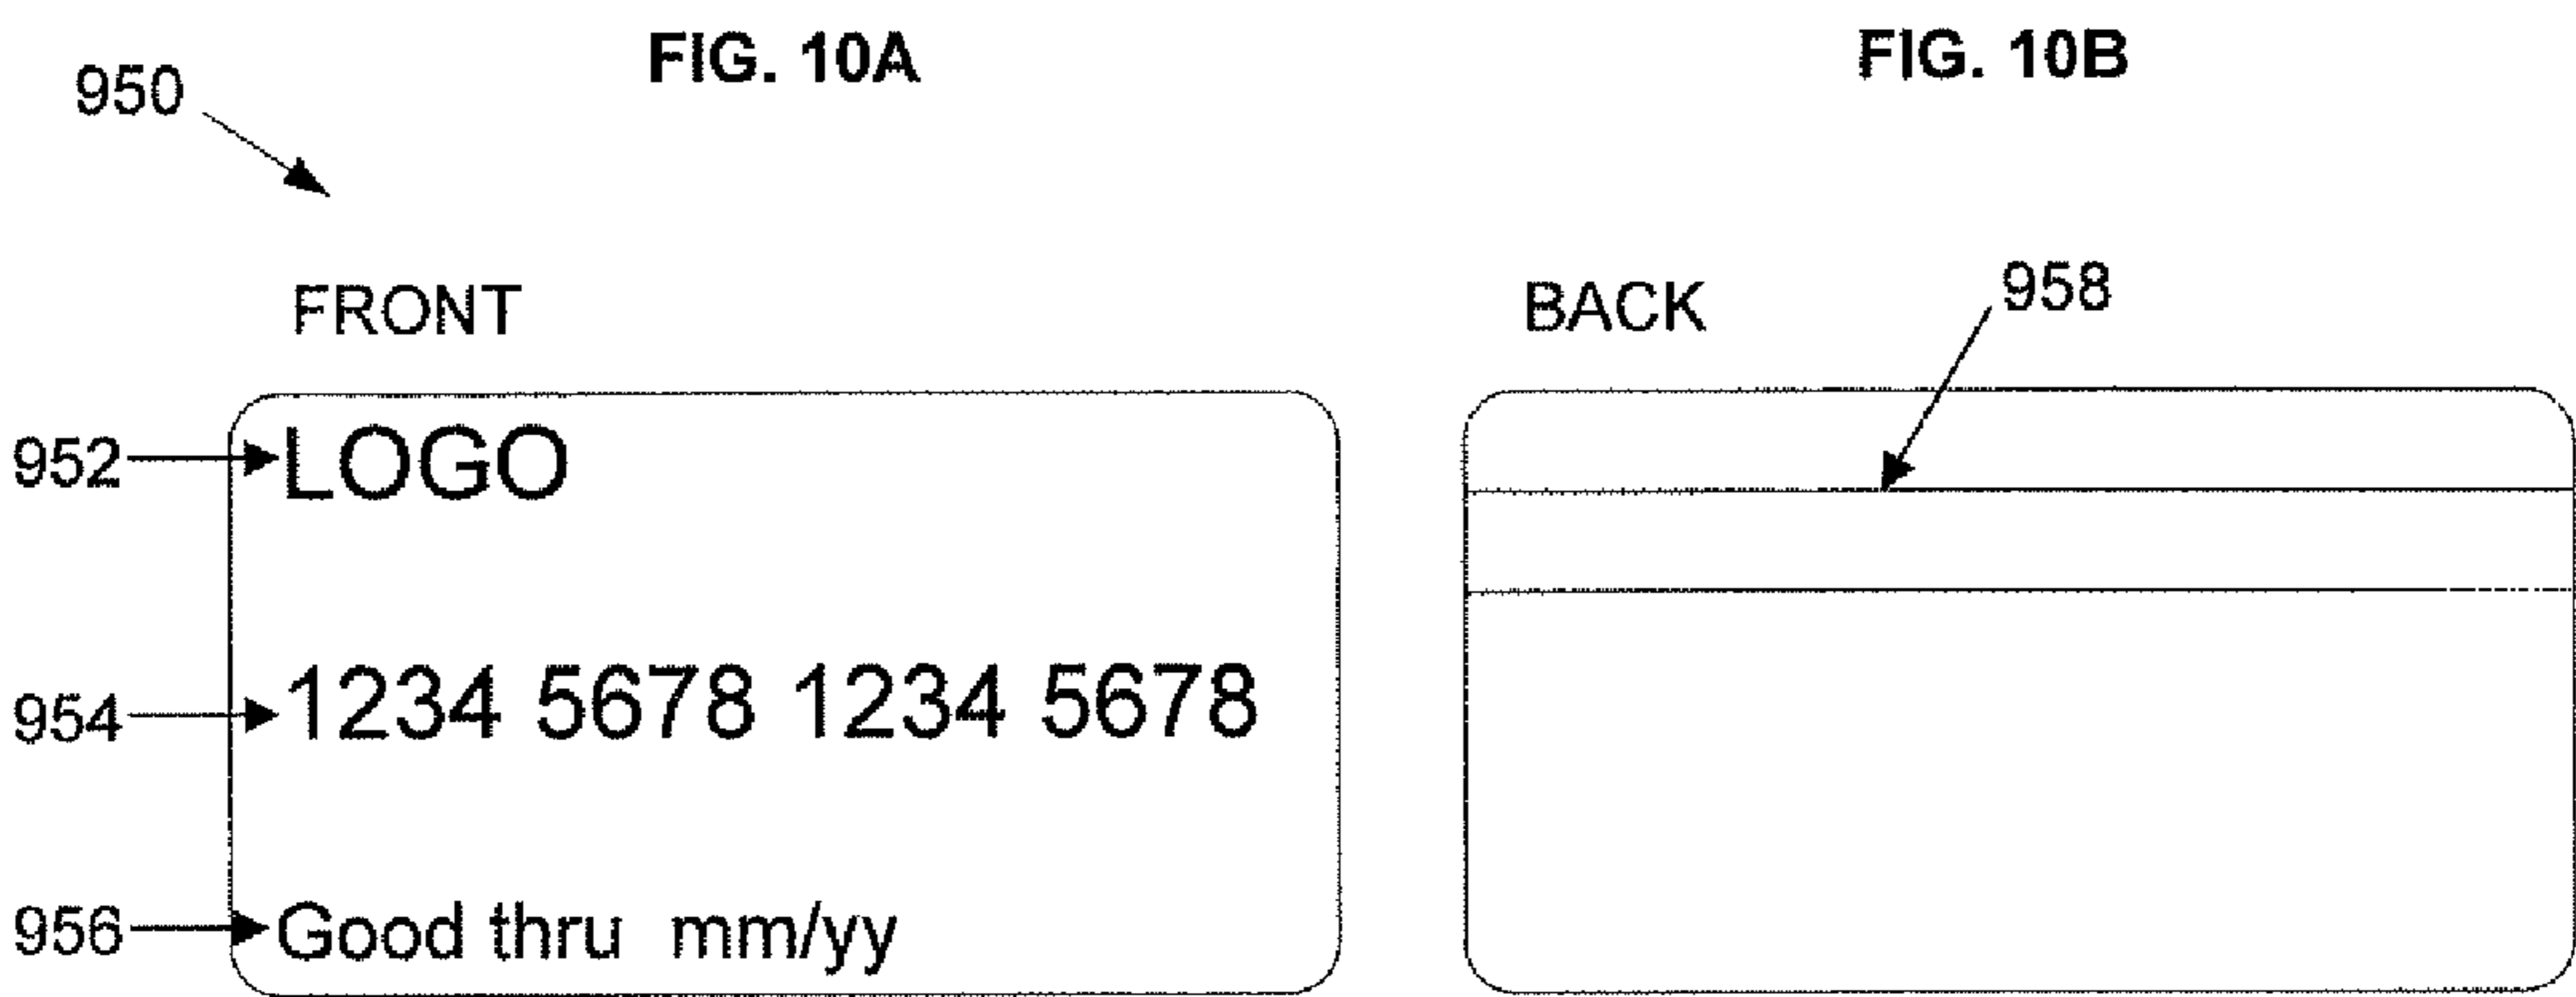 FIG. 10A
FIG. 10B
950
FRONT
BACK
958
952
LOGO
954
1234 5678 1234 5678
956
Good thru mm/yy